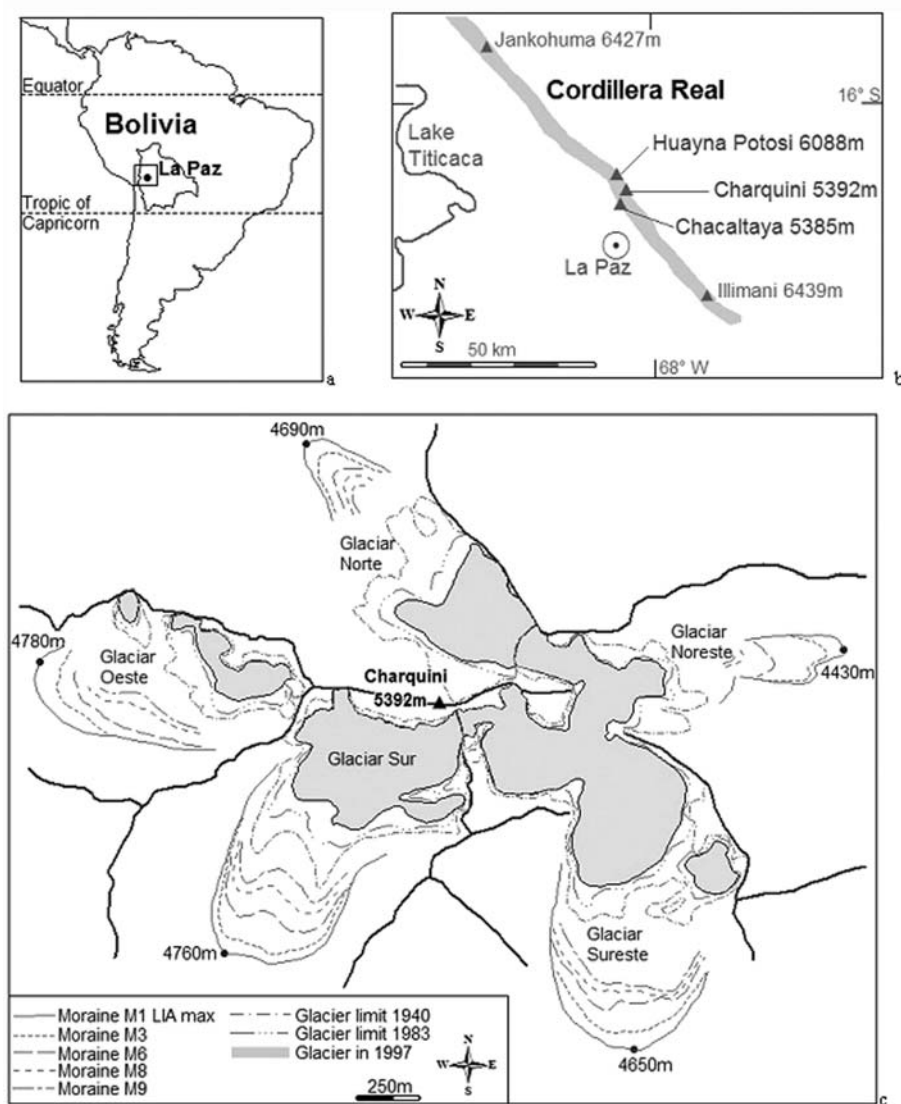 Equator
Bolivia
La Paz
Tropic of
Capricorn
a
Jankohuma 6427m
Cordillera Real
16° S
Lake
Titicaca
Huayna Potosi 6088m
Charquini 5392m
Chacaltaya 5385m
La Paz
Illimani 6439m
N
W E
S
50 km
68° W
b
4690m
Glaciar
Norte
4780m
Glaciar
Oeste
Glaciar
Noreste
4430m
Charquini
5392m
Glaciar Sur
Glaciar
Sureste
4760m
4650m
Moraine M1 LIA max
Moraine M3
Moraine M6
Moraine M8
Moraine M9
Glacier limit 1940
Glacier limit 1983
Glacier in 1997
N
W E
S
250m
c